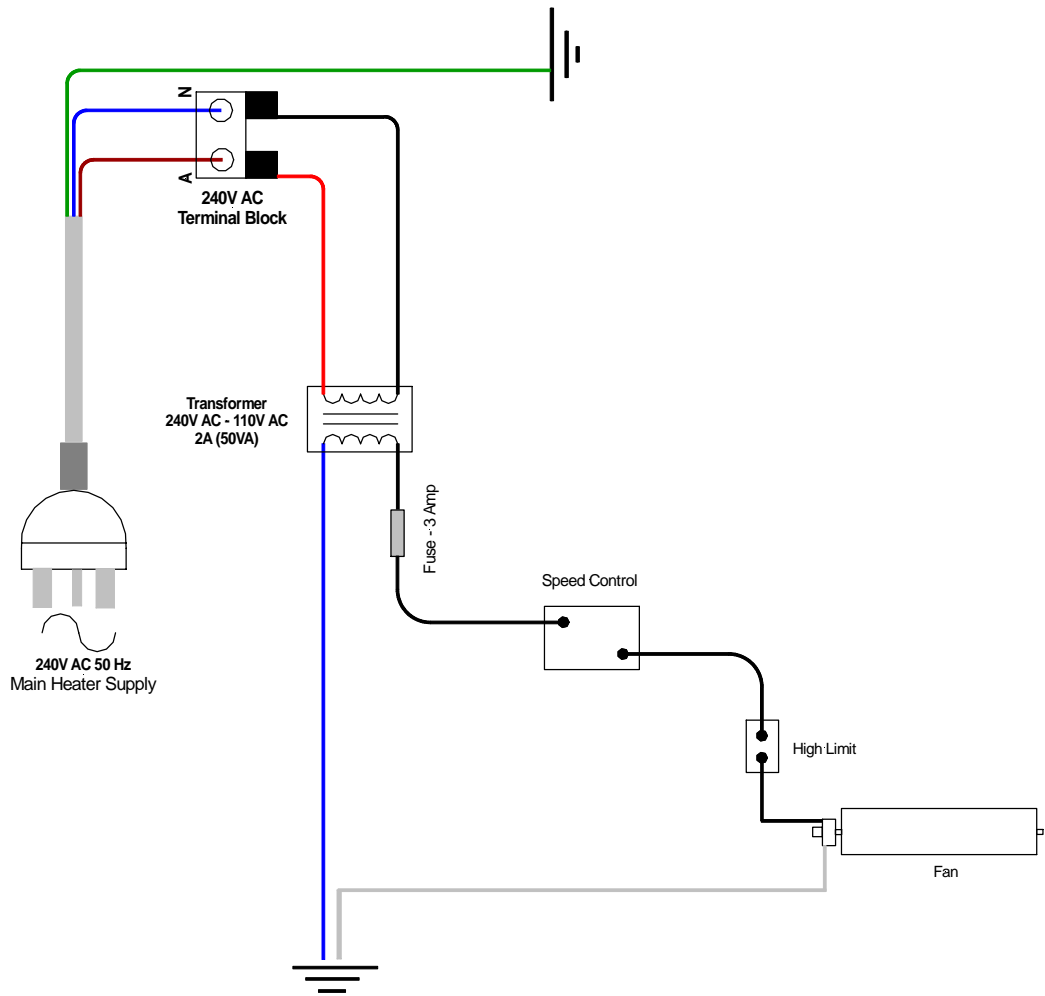 N
A
240V AC
Terminal Block
Transformer
240V AC - 110V AC
2A (50VA)
Fuse - 3 Amp
Speed Control
240V AC 50 Hz
Main Heater Supply
High Limit
Fan